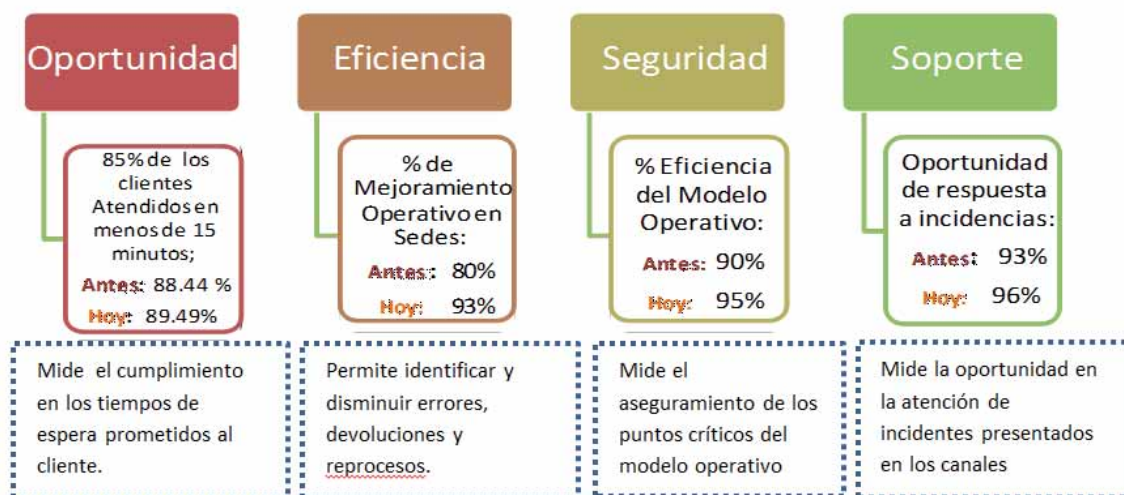 Oportunidad
85% de los
clientes
Atendidos en
menos de 15
minutos;
Antes: 88.44 %
Hoy: 89.49%
Mide el cumplimiento
en los tiempos de
espera prometidos al
cliente.
Eficiencia
% de
Mejoramiento
Operativo en
Sedes:
Antes: 80%
Hoy: 93%
Permite identificar y
disminuir errores,
devoluciones y
reprocesos.
Seguridad
% Eficiencia
del Modelo
Operativo:
Antes: 90%
Hoy: 95%
Mide el
aseguramiento de los
puntos críticos del
modelo operativo
Soporte
Oportunidad
de respuesta
a incidencias:
Antes: 93%
Hoy: 96%
Mide la oportunidad en
la atención de
incidentes presentados
en los canales